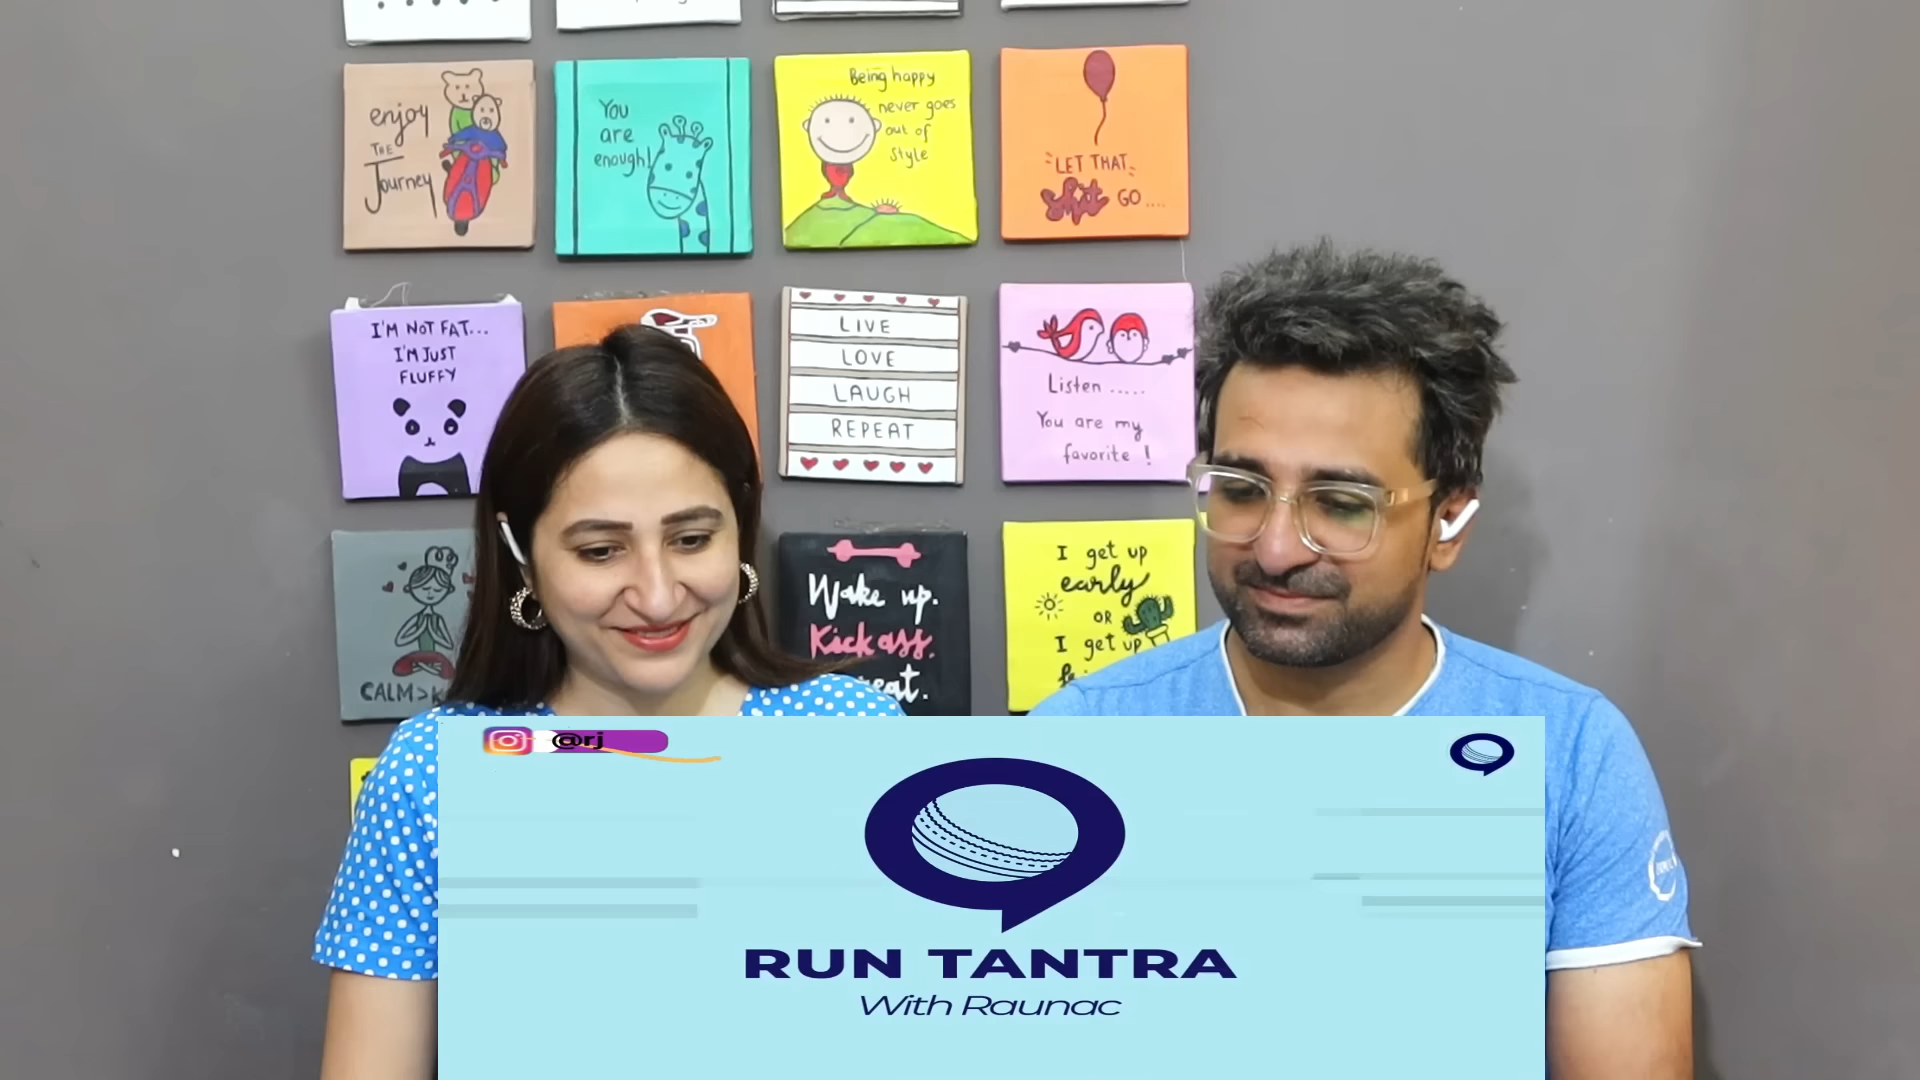 enjoy
THE
Journey
You
are
enough!
Being happy
never goes
out of
style
LET THAT
Shit GO ....
I'M NOT FAT...
I'M JUST
FLUFFY
LIVE
LOVE
LAUGH
REPEAT
Listen .....
You are my
favorite !
CALM>
Wake up.
Kick ass.
I get up
early
OR
I get up
@rj
RUN TANTRA
With Raunac